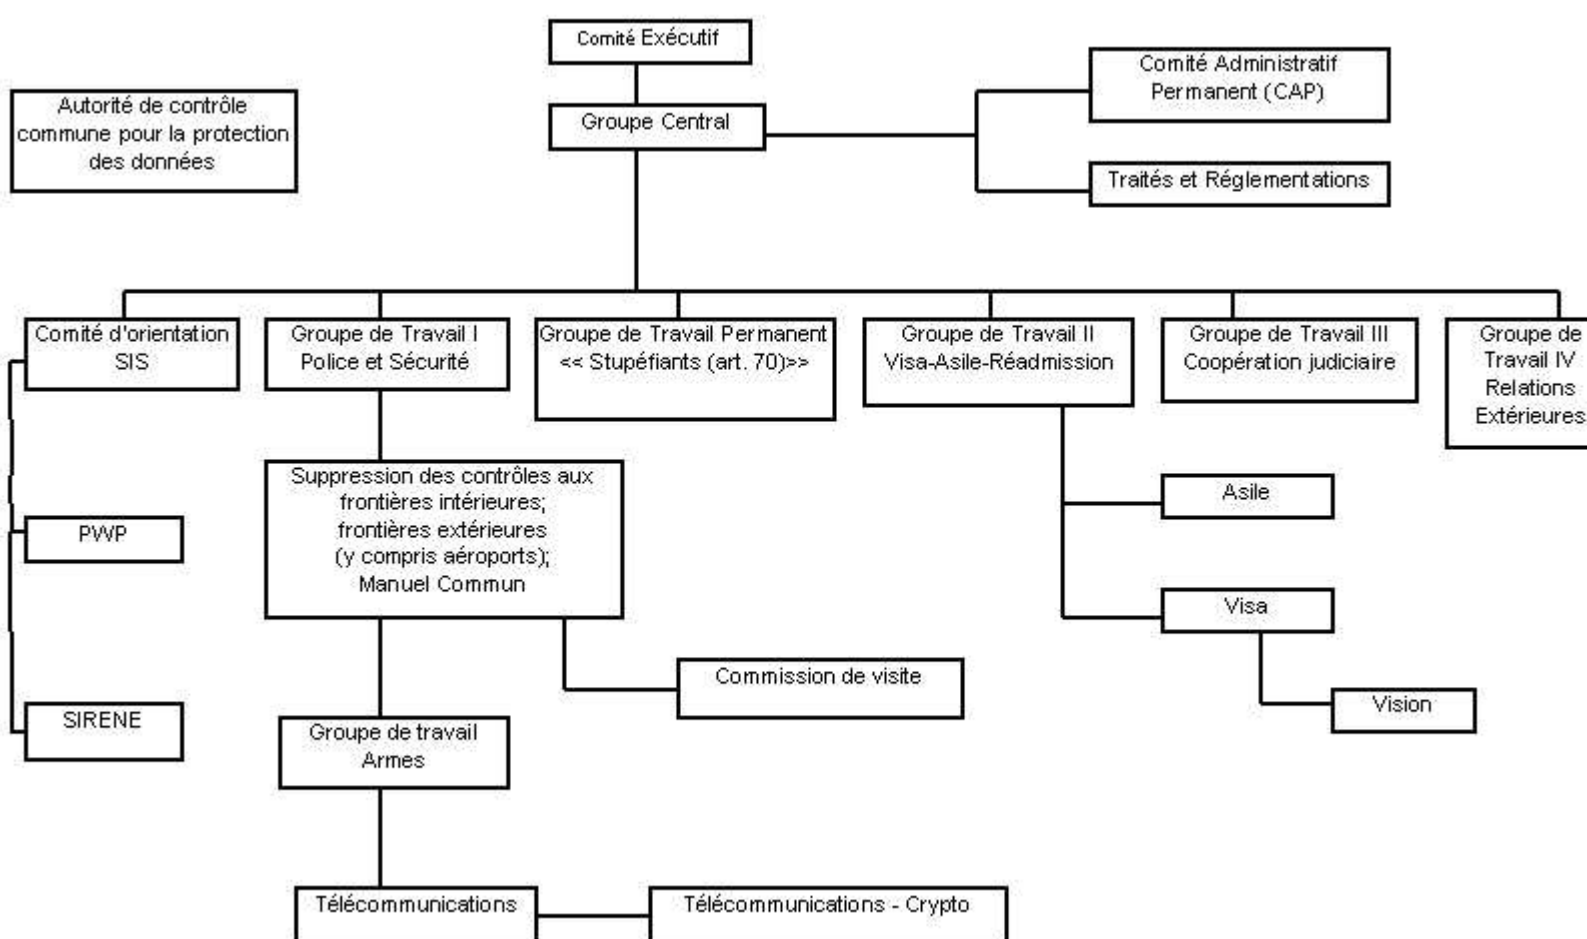 Comité Exécutif
Comité Administratif
Permanent (CAP)
Autorité de contrôle
commune pour la protection
des données
Groupe Central
Traités et Réglementations
Comité d'orientation
SIS
Groupe de Travail I
Police et Sécurité
Groupe de Travail Permanent
<< Stupéfiants (art. 70)>>
Groupe de Travail II
Visa-Asile-Réadmission
Groupe de Travail III
Coopération judiciaire
Groupe de
Travail IV
Relations
Extérieures
Suppression des contrôles aux
frontières intérieures;
frontières extérieures
(y compris aéroports);
Manuel Commun
Asile
PWP
Visa
Commission de visite
SIRENE
Vision
Groupe de travail
Armes
Télécommunications
Télécommunications - Crypto